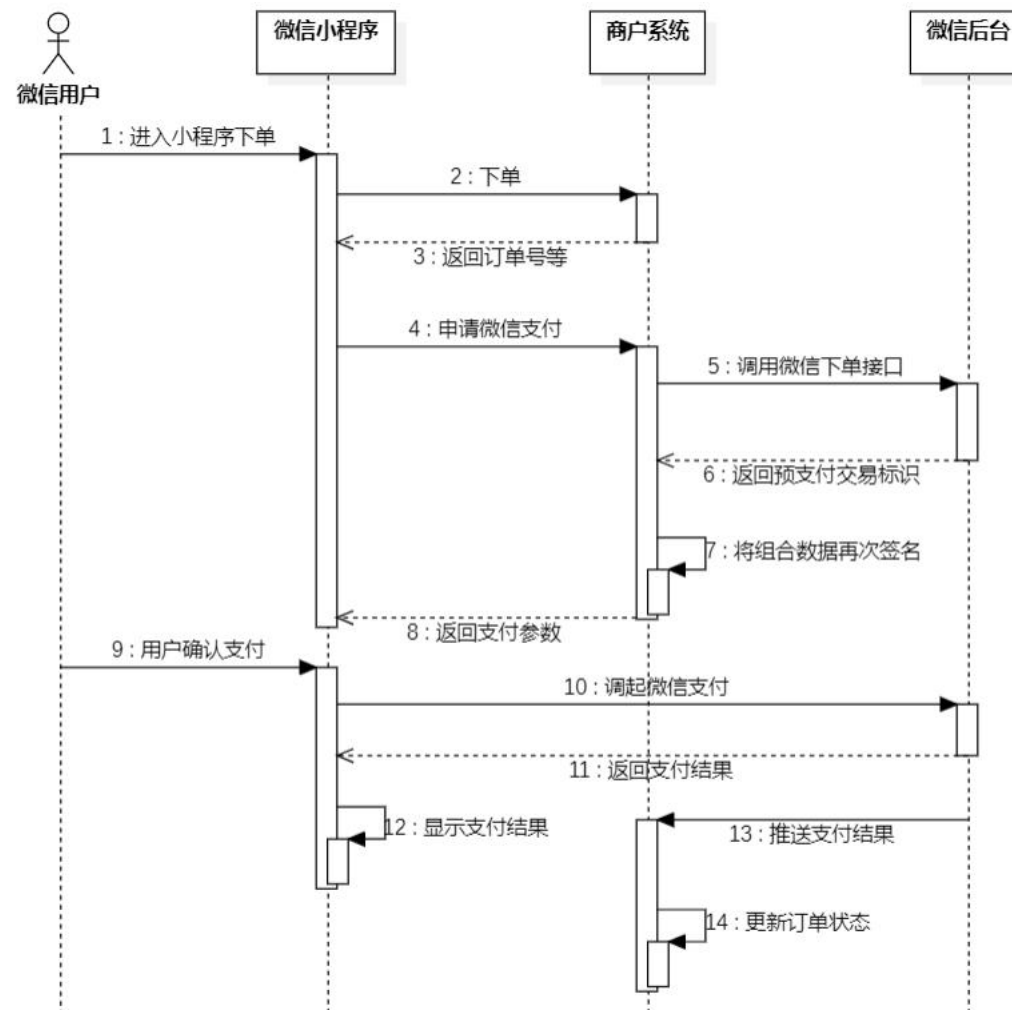 微信用户
微信小程序
商户系统
微信后台
1 : 进入小程序下单
2 : 下单
3 : 返回订单号等
4 : 申请微信支付
5 : 调用微信下单接口
6 : 返回预支付交易标识
7 : 将组合数据再次签名
8 : 返回支付参数
9 : 用户确认支付
10 : 调起微信支付
11 : 返回支付结果
12 : 显示支付结果
13 : 推送支付结果
14 : 更新订单状态